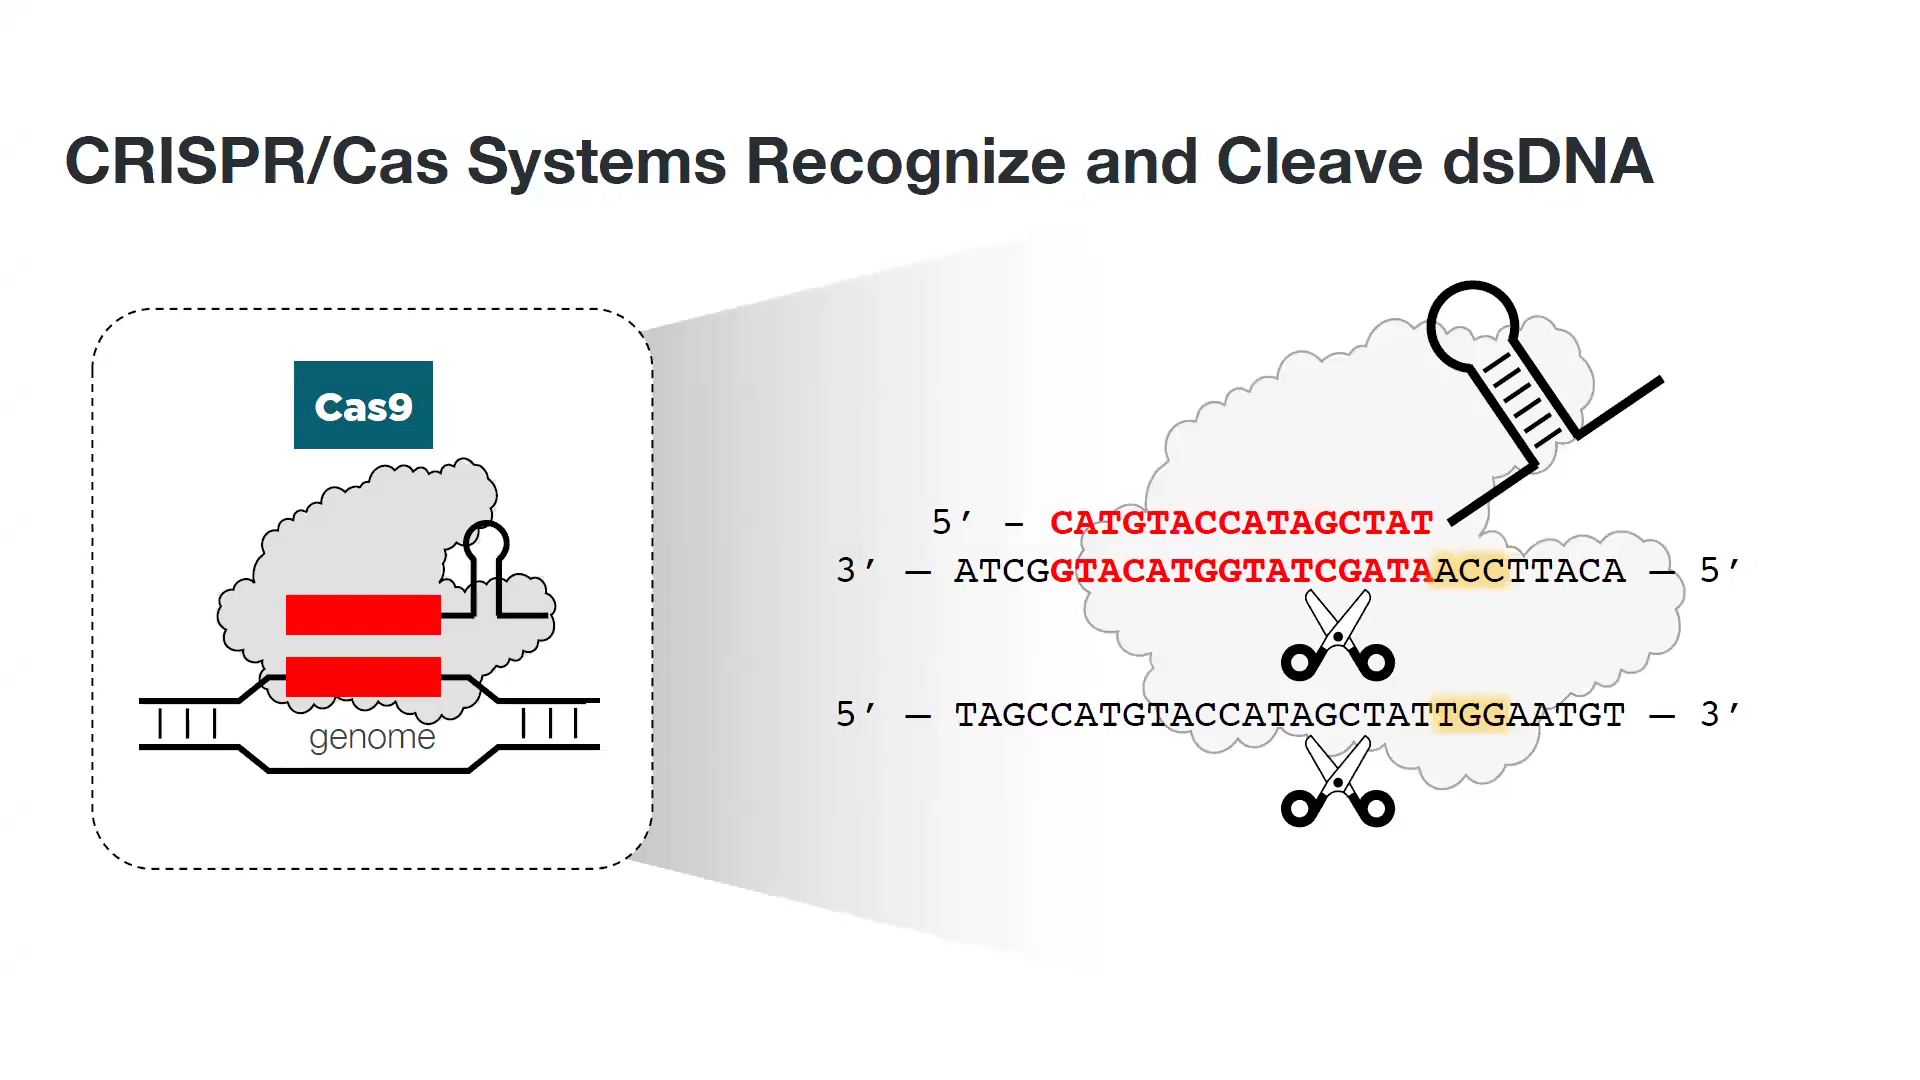 CRISPR/Cas Systems Recognize and Cleave dsDNA
Cas9
genome
5’ – CATGTACCATAGCTAT
3’ — ATCGGTACATGGTATCGATAACCTTACA — 5’
5’ — TAGCCATGTACCATAGCTATTGGAATGT — 3’